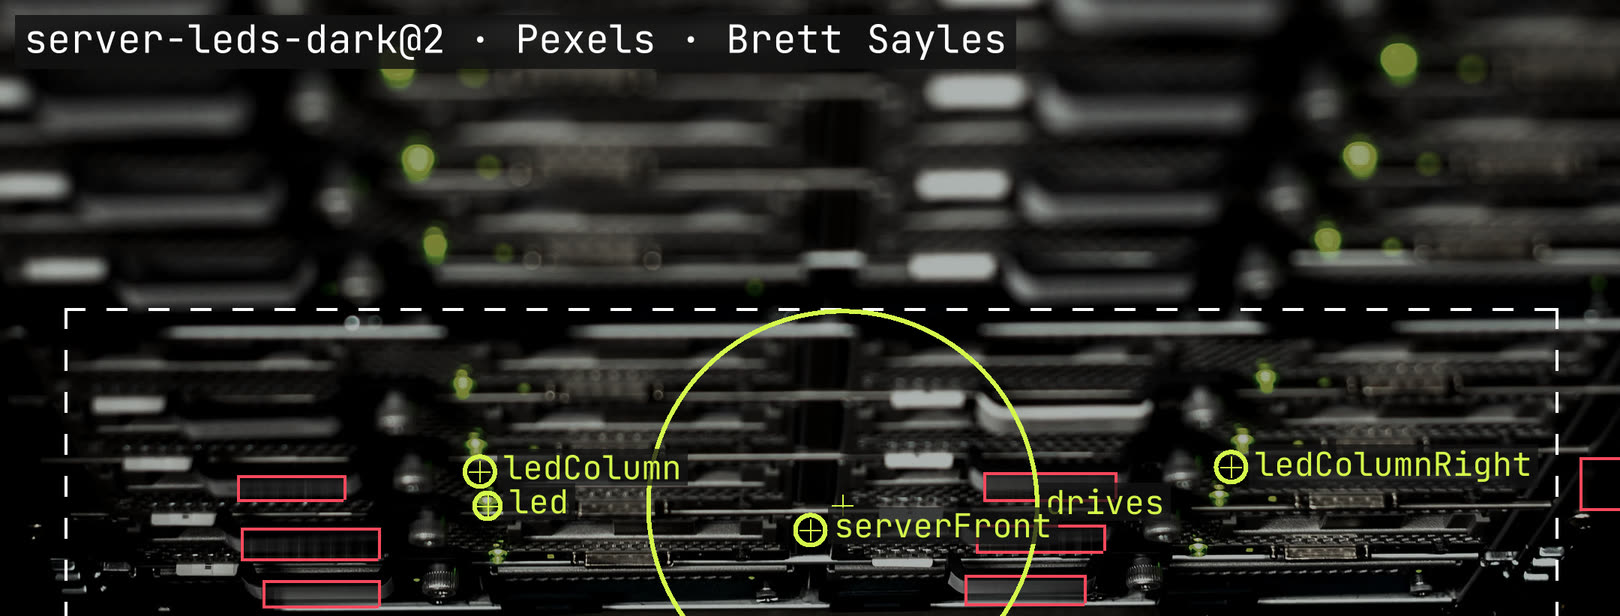 server-leds-dark@2 · Pexels · Brett Sayles
ledColumn
ledColumnRight
led
drives
serverFront